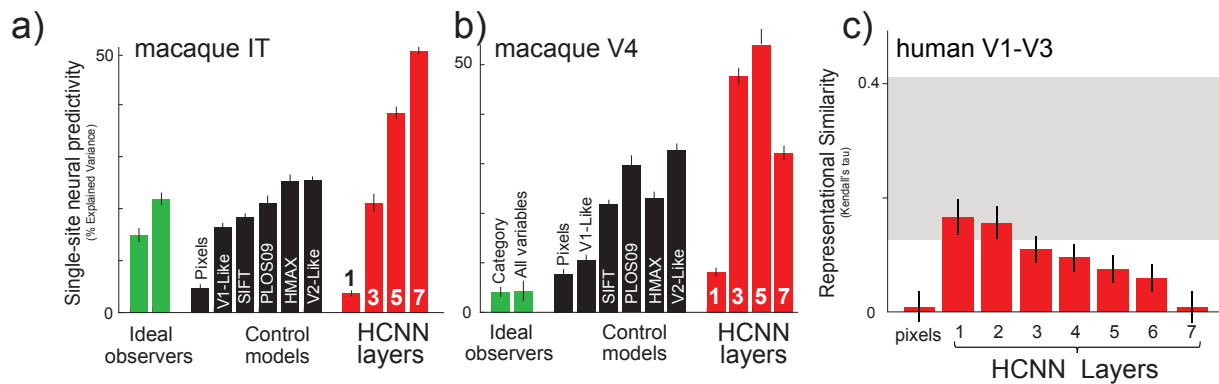 a)
macaque IT
50
0
Single-site neural predictivity
(% Explained Variance)
Pixels
V1-Like
SIFT
PLOS09
HMAX
V2-Like
1
3
5
7
Ideal
observers
Control
models
HCNN
layers
b)
macaque V4
50
0
Category
All variables
Pixels
V1-Like
SIFT
PLOS09
HMAX
V2-Like
1
3
5
7
Ideal
observers
Control
models
HCNN
layers
c)
human V1-V3
0.4
0
Representational Similarity
(Kendall's tau)
pixels
1
2
3
4
5
6
7
HCNN Layers